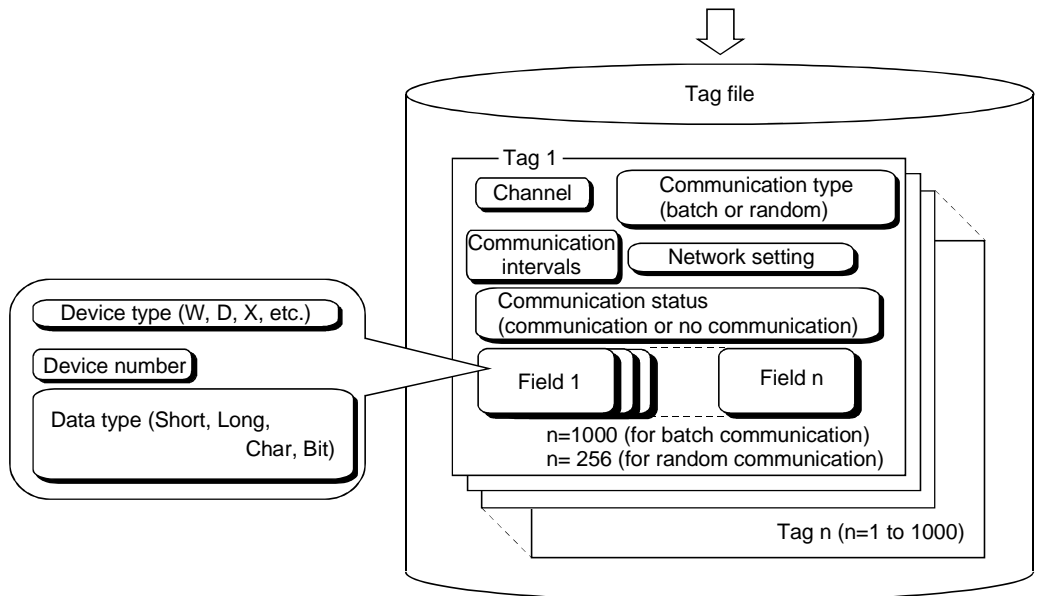 Tag file
Tag 1
Channel
Communication type
(batch or random)
Communication
intervals
Network setting
Communication status
(communication or no communication)
Device type (W, D, X, etc.)
Device number
Data type (Short, Long,
Char, Bit)
Field 1
Field n
n=1000 (for batch communication)
n= 256 (for random communication)
Tag n (n=1 to 1000)